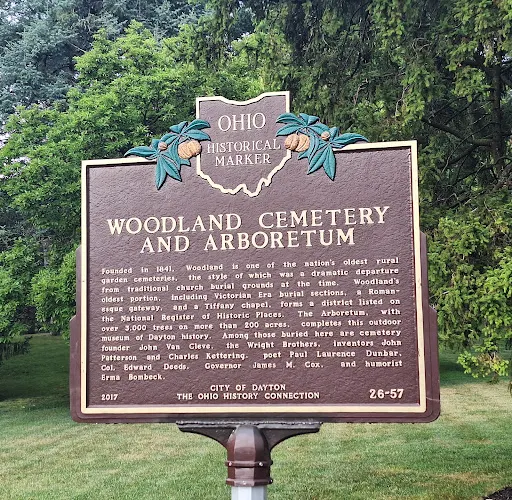 OHIO
HISTORICAL
MARKER
WOODLAND CEMETERY
AND ARBORETUM
Founded in 1841, Woodland is one of the nation's oldest rural
garden cemeteries, the style of which was a dramatic departure
from traditional church burial grounds at the time. Woodland's
oldest portion, including Victorian Era burial sections, a Roman-
esque gateway, and a Tiffany chapel, forms a district listed on
the National Register of Historic Places. The Arboretum, with
over 3,000 trees on more than 200 acres, completes this outdoor
museum of Dayton history. Among those buried here are cemetery
founder John Van Cleve, the Wright Brothers, inventors John
Patterson and Charles Kettering, poet Paul Laurence Dunbar,
Col. Edward Deeds, Governor James M. Cox, and humorist
Erma Bombeck.
CITY OF DAYTON
2017 THE OHIO HISTORY CONNECTION 26-57